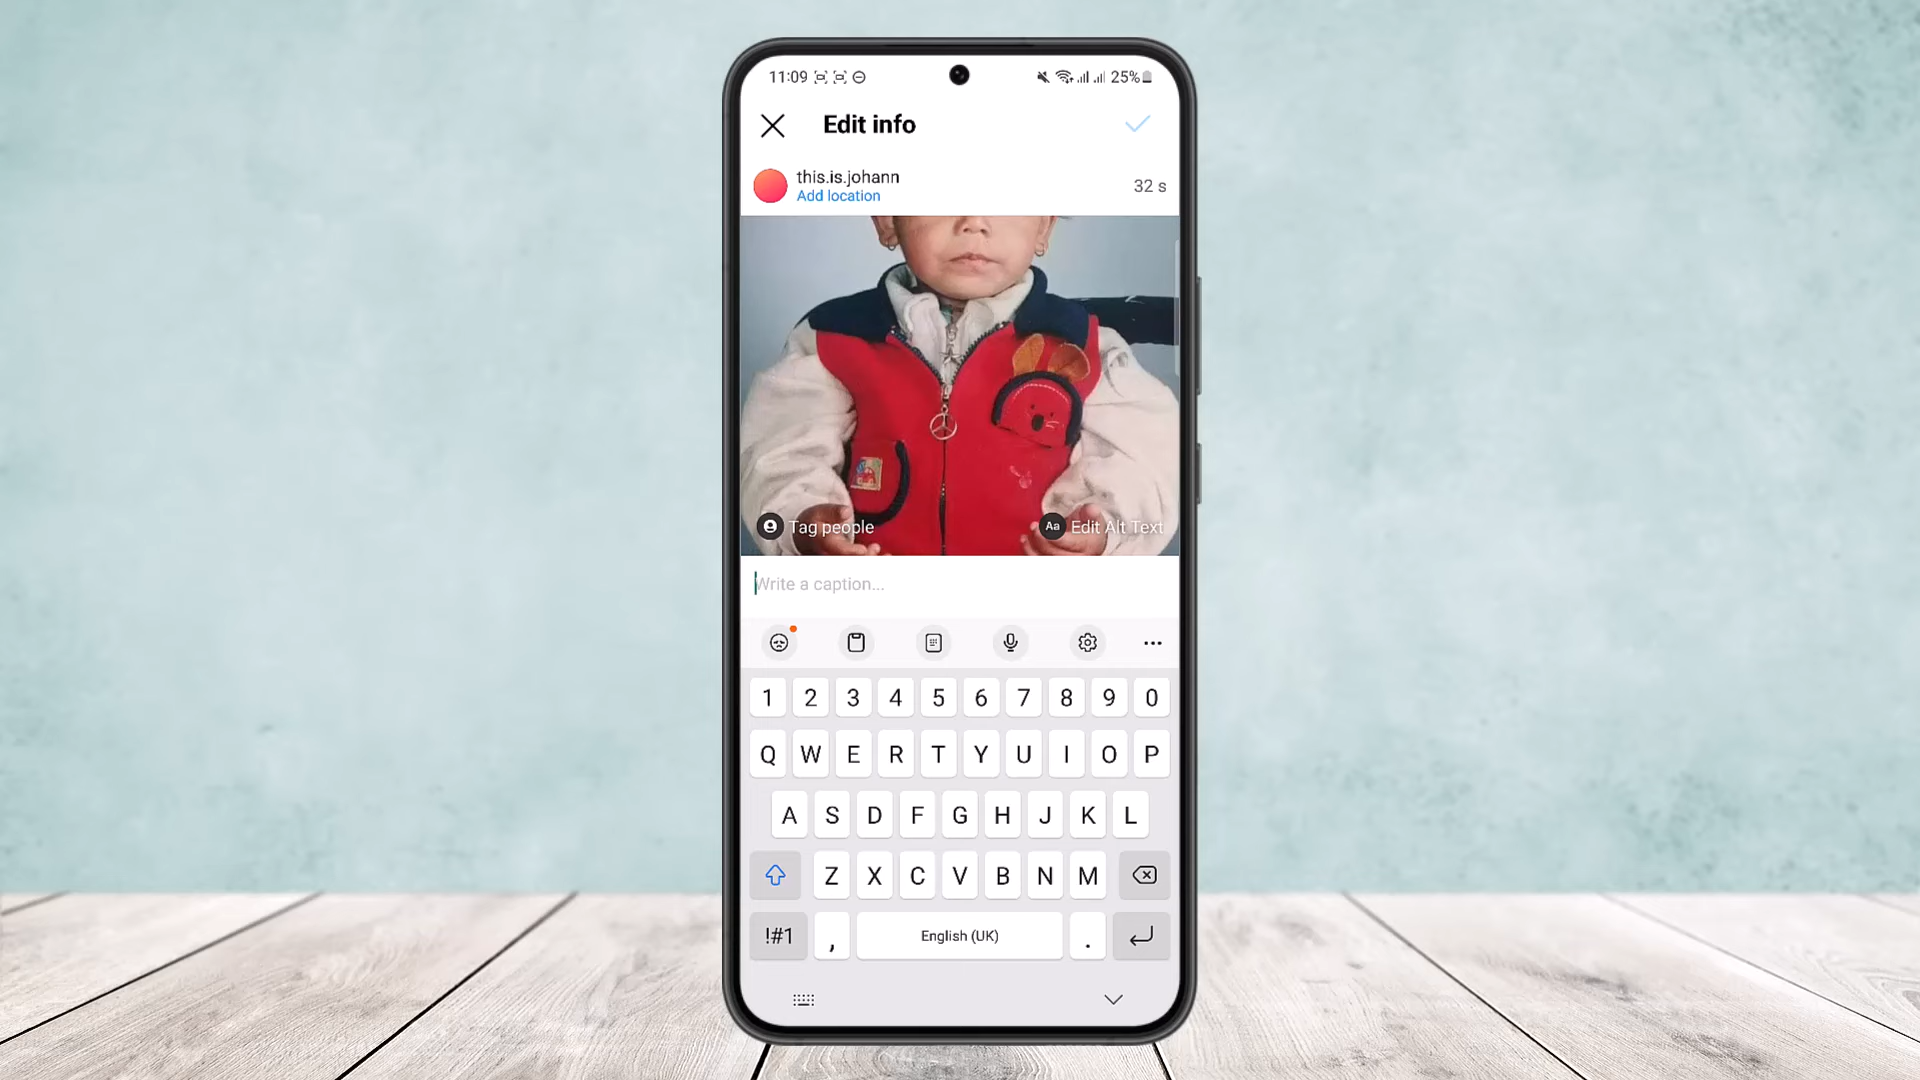 11:09 25%
Edit info
this.is.johann
Add location 32 s
Tag people Aa Edit Alt Text
Write a caption...
1 2 3 4 5 6 7 8 9 0
Q W E R T Y U I O P
A S D F G H J K L
Z X C V B N M
!#1 , English (UK) .